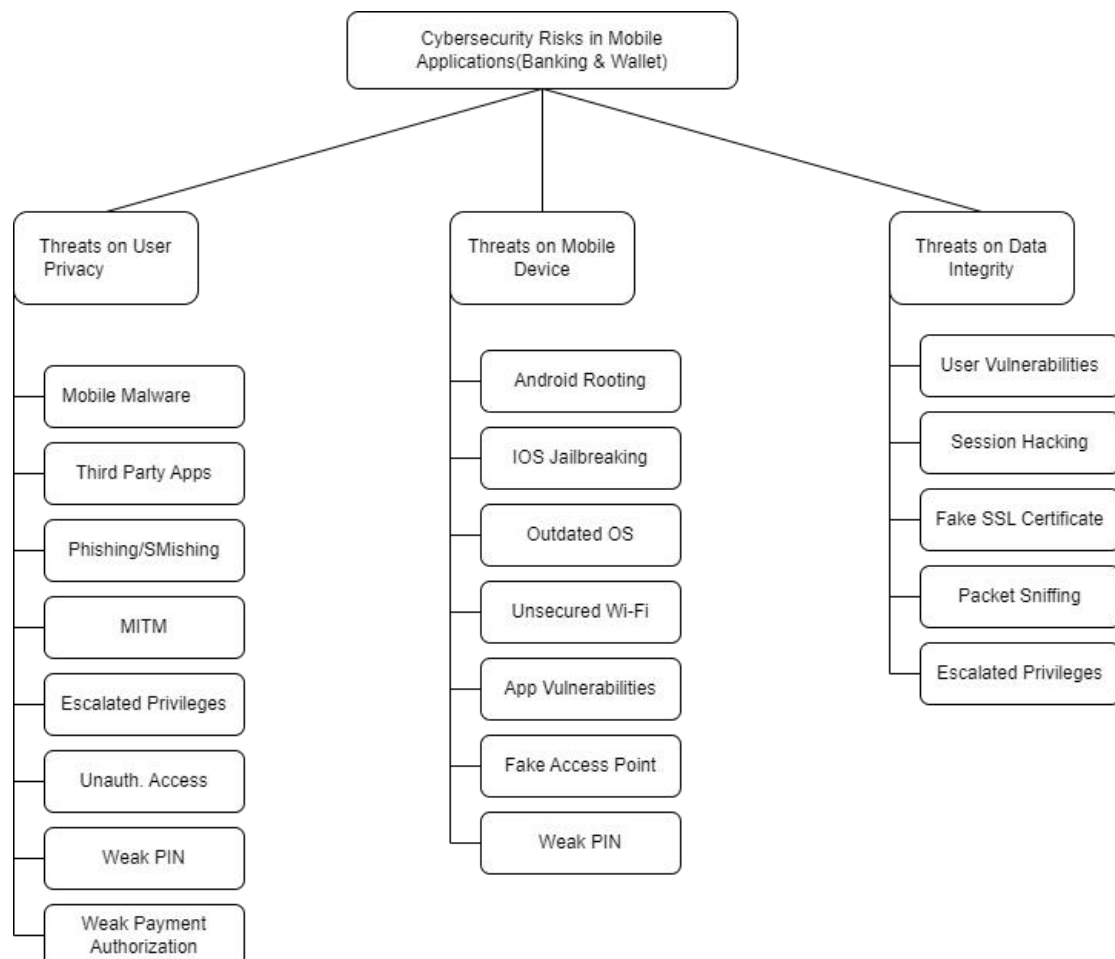 Cybersecurity Risks in Mobile
Applications(Banking & Wallet)
Threats on User
Privacy
Mobile Malware
Third Party Apps
Phishing/SMishing
MITM
Escalated Privileges
Unauth. Access
Weak PIN
Weak Payment
Authorization
Threats on Mobile
Device
Android Rooting
IOS Jailbreaking
Outdated OS
Unsecured Wi-Fi
App Vulnerabilities
Fake Access Point
Weak PIN
Threats on Data
Integrity
User Vulnerabilities
Session Hacking
Fake SSL Certificate
Packet Sniffing
Escalated Privileges